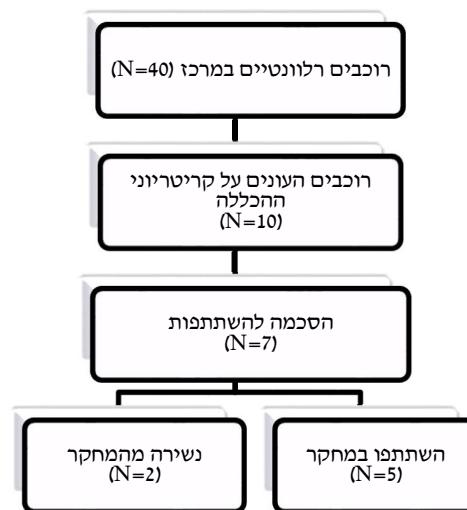 רוכבים רלוונטיים במרכז (N=40)
רוכבים העונים על קריטריוני
ההכללה
(N=10)
הסכמה להשתתפות
(N=7)
השתתפו במחקר
(N=5)
נשירה מהמחקר
(N=2)